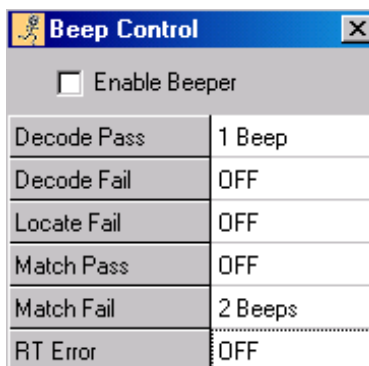 Beep Control
Enable Beeper
Decode Pass 1 Beep
Decode Fail OFF
Locate Fail OFF
Match Pass OFF
Match Fail 2 Beeps
RT Error OFF